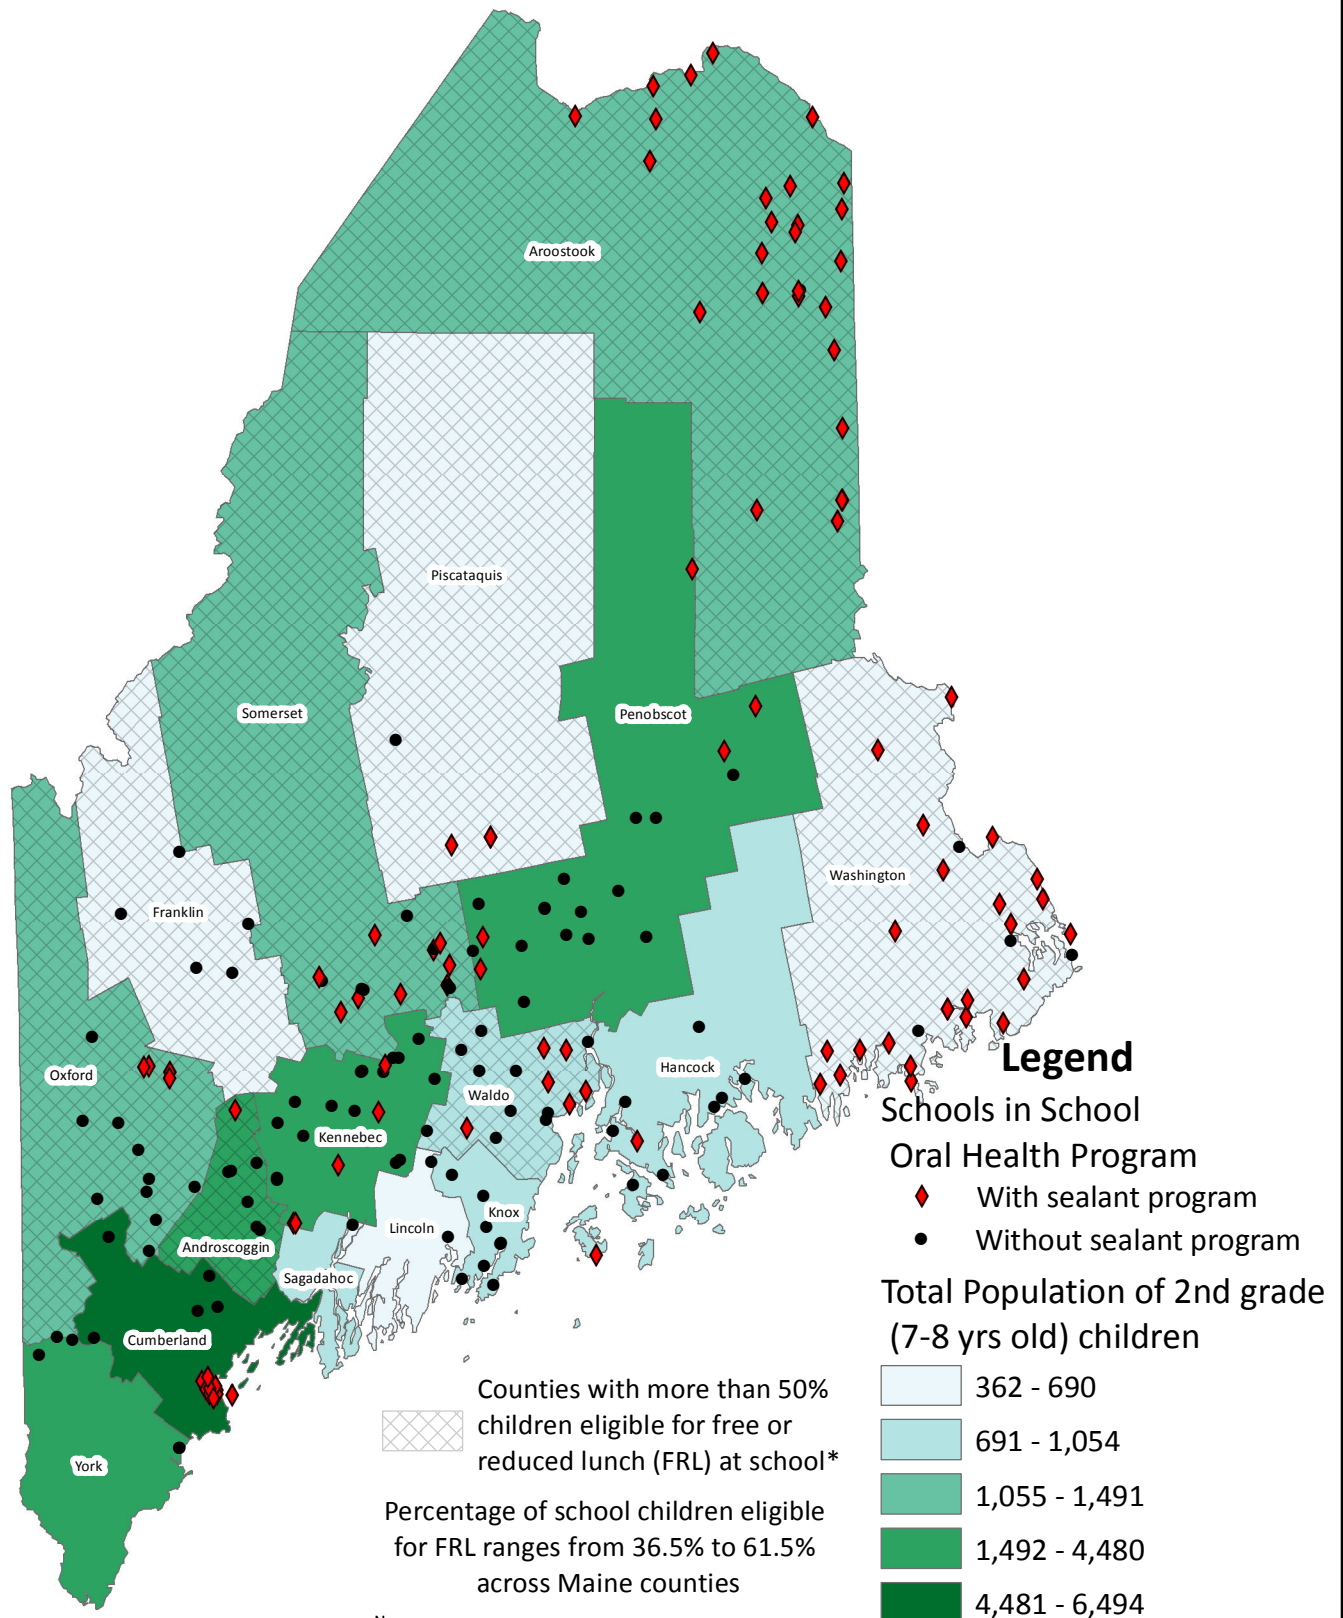 Aroostook
Piscataquis
Somerset
Penobscot
Washington
Franklin
Oxford
Hancock
Waldo
Kennebec
Knox
Lincoln
Androscoggin
Sagadahoc
Cumberland
York
Legend
Schools in School
Oral Health Program
With sealant program
Without sealant program
Total Population of 2nd grade
(7-8 yrs old) children
362 - 690
691 - 1,054
1,055 - 1,491
1,492 - 4,480
4,481 - 6,494
Counties with more than 50%
children eligible for free or
reduced lunch (FRL) at school*
Percentage of school children eligible
for FRL ranges from 36.5% to 61.5%
across Maine counties
N